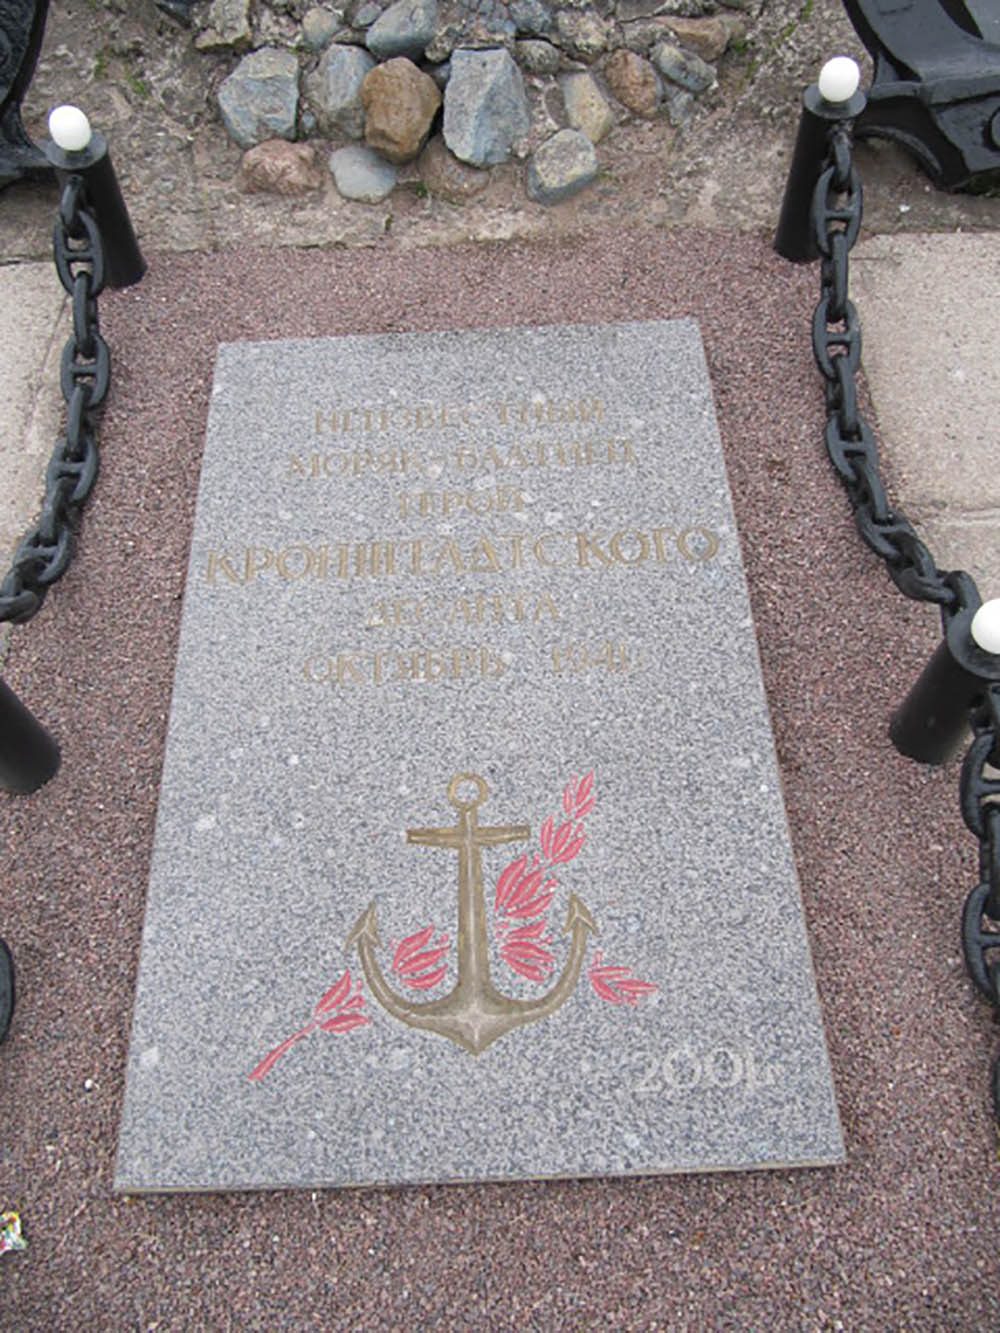 НЕИЗВЕСТНЫЙ
МОРЯК-БАЛТИЕЦ
ГЕРОЙ
КРОНШТАДТСКОГО
ДЕСАНТА
ОКТЯБРЬ 1941г.
2001г.